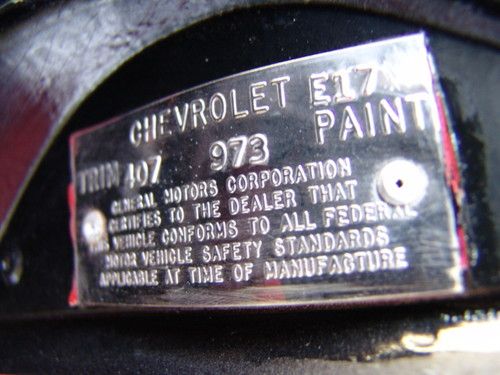 CHEVROLET E17
TRIM 407 973 PAINT
GENERAL MOTORS CORPORATION
CERTIFIES TO THE DEALER THAT
THIS VEHICLE CONFORMS TO ALL FEDERAL
MOTOR VEHICLE SAFETY STANDARDS
APPLICABLE AT TIME OF MANUFACTURE